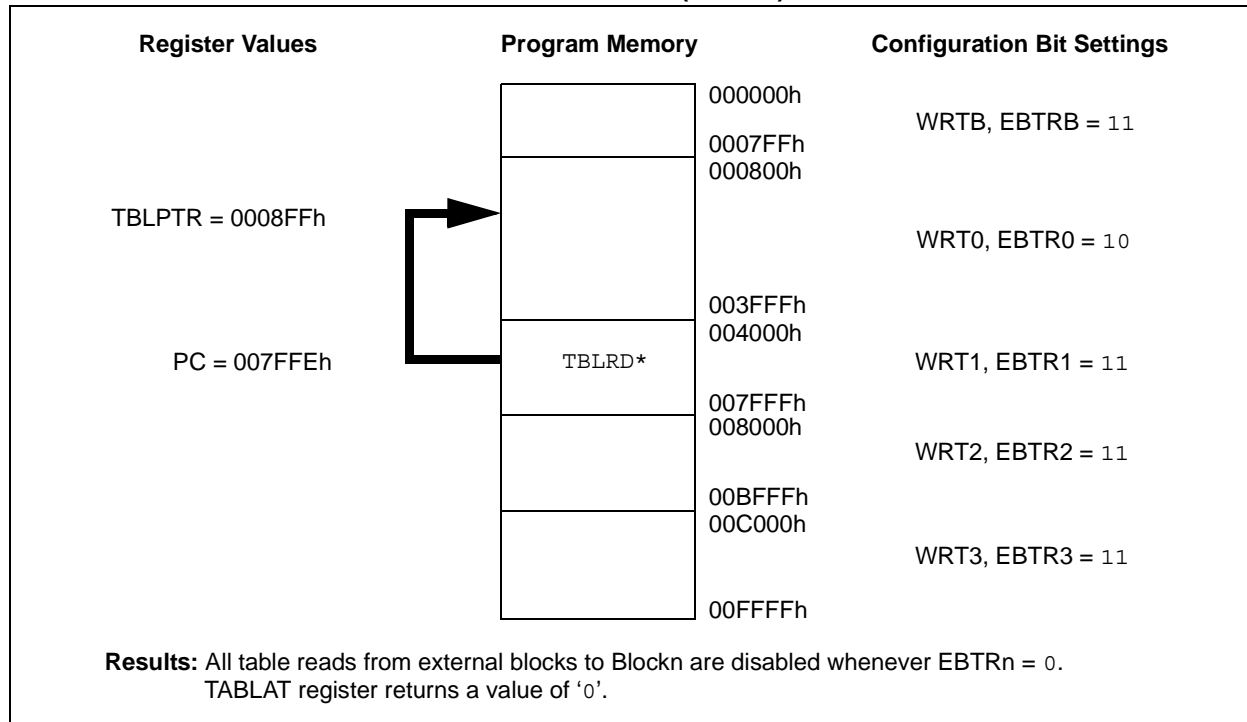 Register Values
Program Memory
Configuration Bit Settings
000000h
WRTB, EBTRB = 11
0007FFh
000800h
TBLPTR = 0008FFh
WRT0, EBTR0 = 10
003FFFh
004000h
PC = 007FFEh
TBLRD*
WRT1, EBTR1 = 11
007FFFh
008000h
WRT2, EBTR2 = 11
00BFFFh
00C000h
WRT3, EBTR3 = 11
00FFFFh
Results: All table reads from external blocks to Blockn are disabled whenever EBTRn = 0.
TABLAT register returns a value of ‘0’.